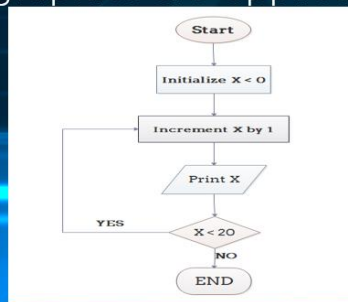 Start
Initialize X < 0
Increment X by 1
Print X
YES
X < 20
NO
END